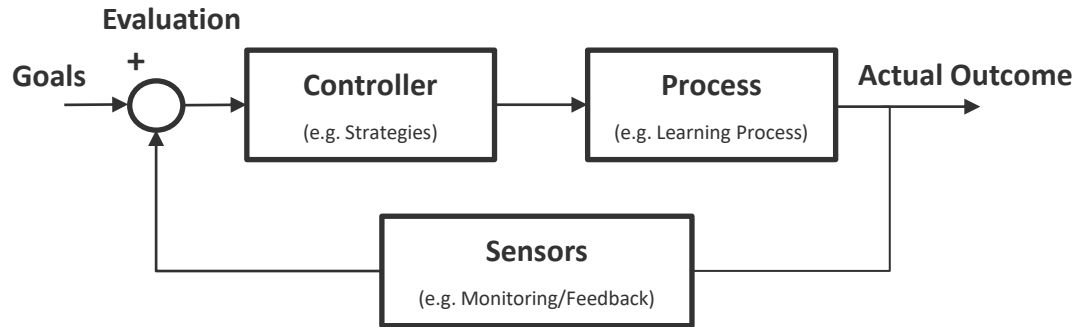 Evaluation
+
Goals
Controller
(e.g. Strategies)
Process
(e.g. Learning Process)
Actual Outcome
Sensors
(e.g. Monitoring/Feedback)